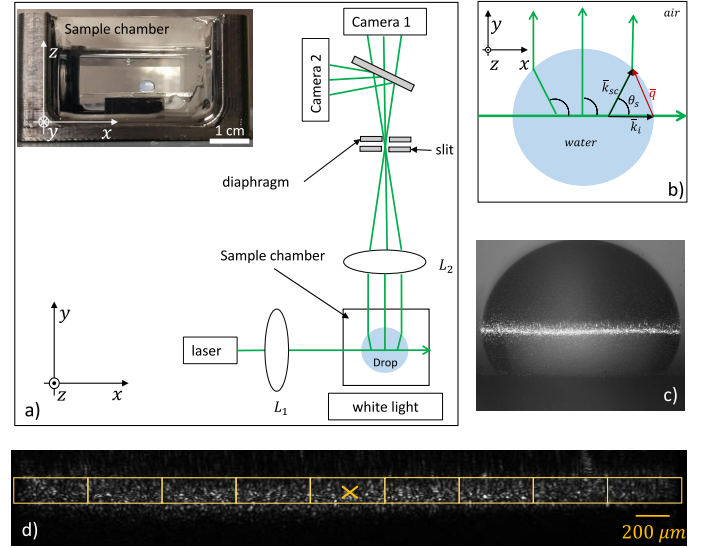 Sample chamber
z
y
x
1 cm
Camera 1
Camera 2
diaphragm
slit
Sample chamber
L₂
laser
Drop
L₁
white light
y
z
x
a)
y
z
x
air
k̄ₛc
θₛ
q̄
k̄ᵢ
water
b)
c)
d)
200 μm